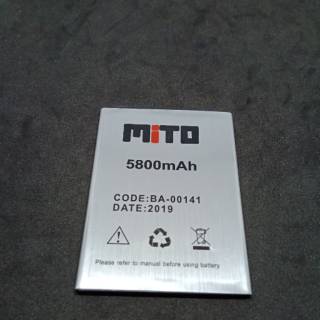 MiTO
5800mAh
CODE:BA-00141
DATE:2019
Please refer to manual before using battery